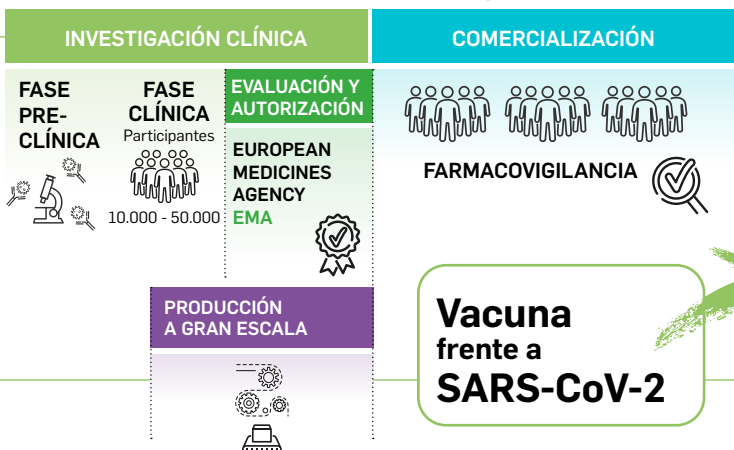 INVESTIGACIÓN CLÍNICA
COMERCIALIZACIÓN
FASE
PRE-
CLÍNICA
FASE
CLÍNICA
Participantes
10.000 - 50.000
EVALUACIÓN Y
AUTORIZACIÓN
EUROPEAN
MEDICINES
AGENCY
EMA
FARMACOVIGILANCIA
PRODUCCIÓN
A GRAN ESCALA
Vacuna
frente a
SARS-CoV-2